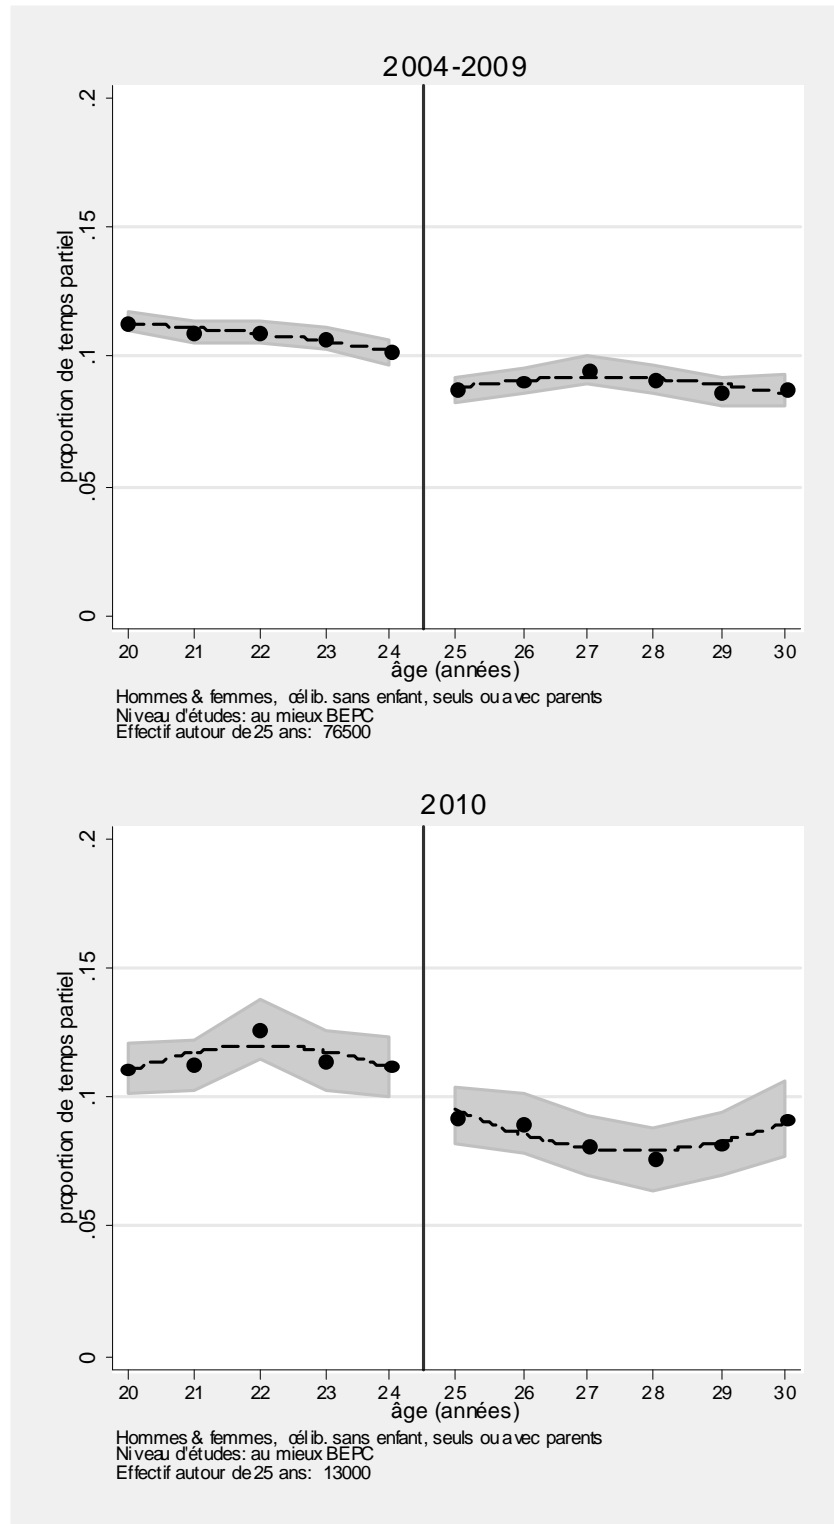 2004-2009
proportion de temps partiel
.2
.15
.1
.05
0
20 21 22 23 24 25 26 27 28 29 30
âge (années)
Hommes & femmes, célib. sans enfant, seuls ou avec parents
Niveau d'études: au mieux BEPC
Effectif autour de 25 ans: 76500
2010
proportion de temps partiel
.2
.15
.1
.05
0
20 21 22 23 24 25 26 27 28 29 30
âge (années)
Hommes & femmes, célib. sans enfant, seuls ou avec parents
Niveau d'études: au mieux BEPC
Effectif autour de 25 ans: 13000